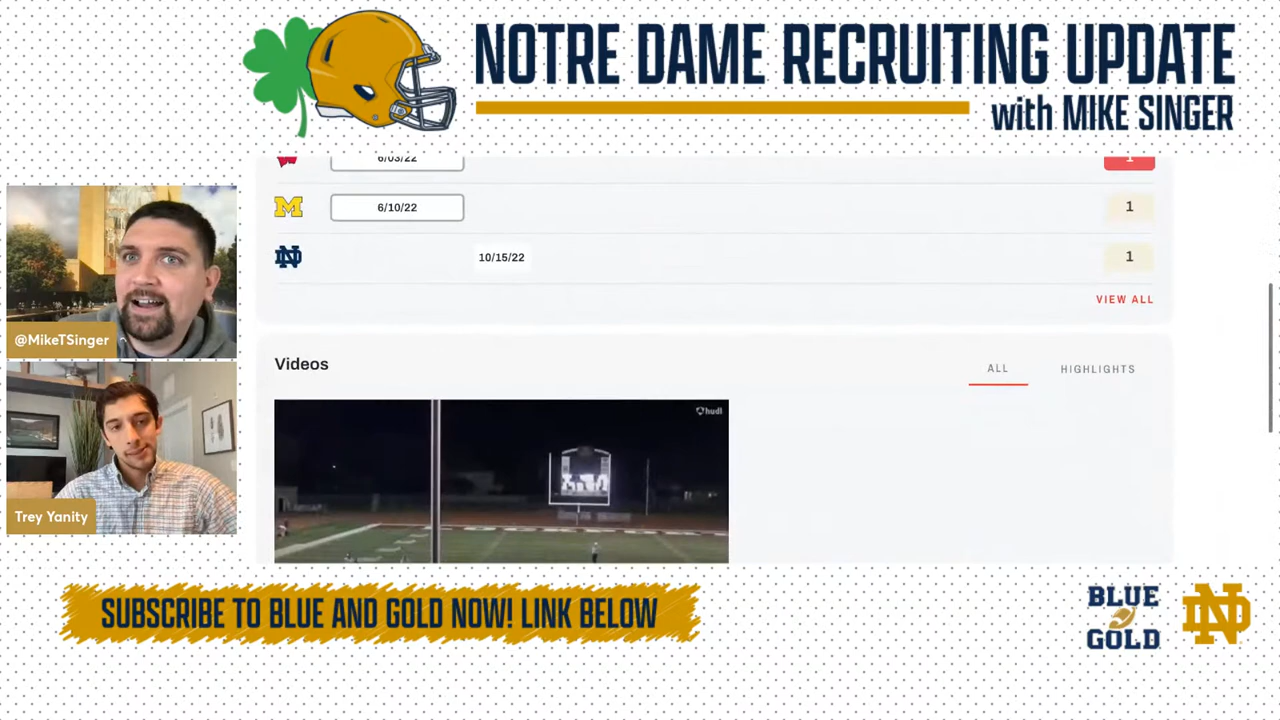 NOTRE DAME RECRUITING UPDATE
with MIKE SINGER
6/03/22
1
6/10/22
1
10/15/22
1
VIEW ALL
Videos
ALL
HIGHLIGHTS
hudl
@MikeTSinger
Trey Yanity
SUBSCRIBE TO BLUE AND GOLD NOW! LINK BELOW
BLUE
GOLD